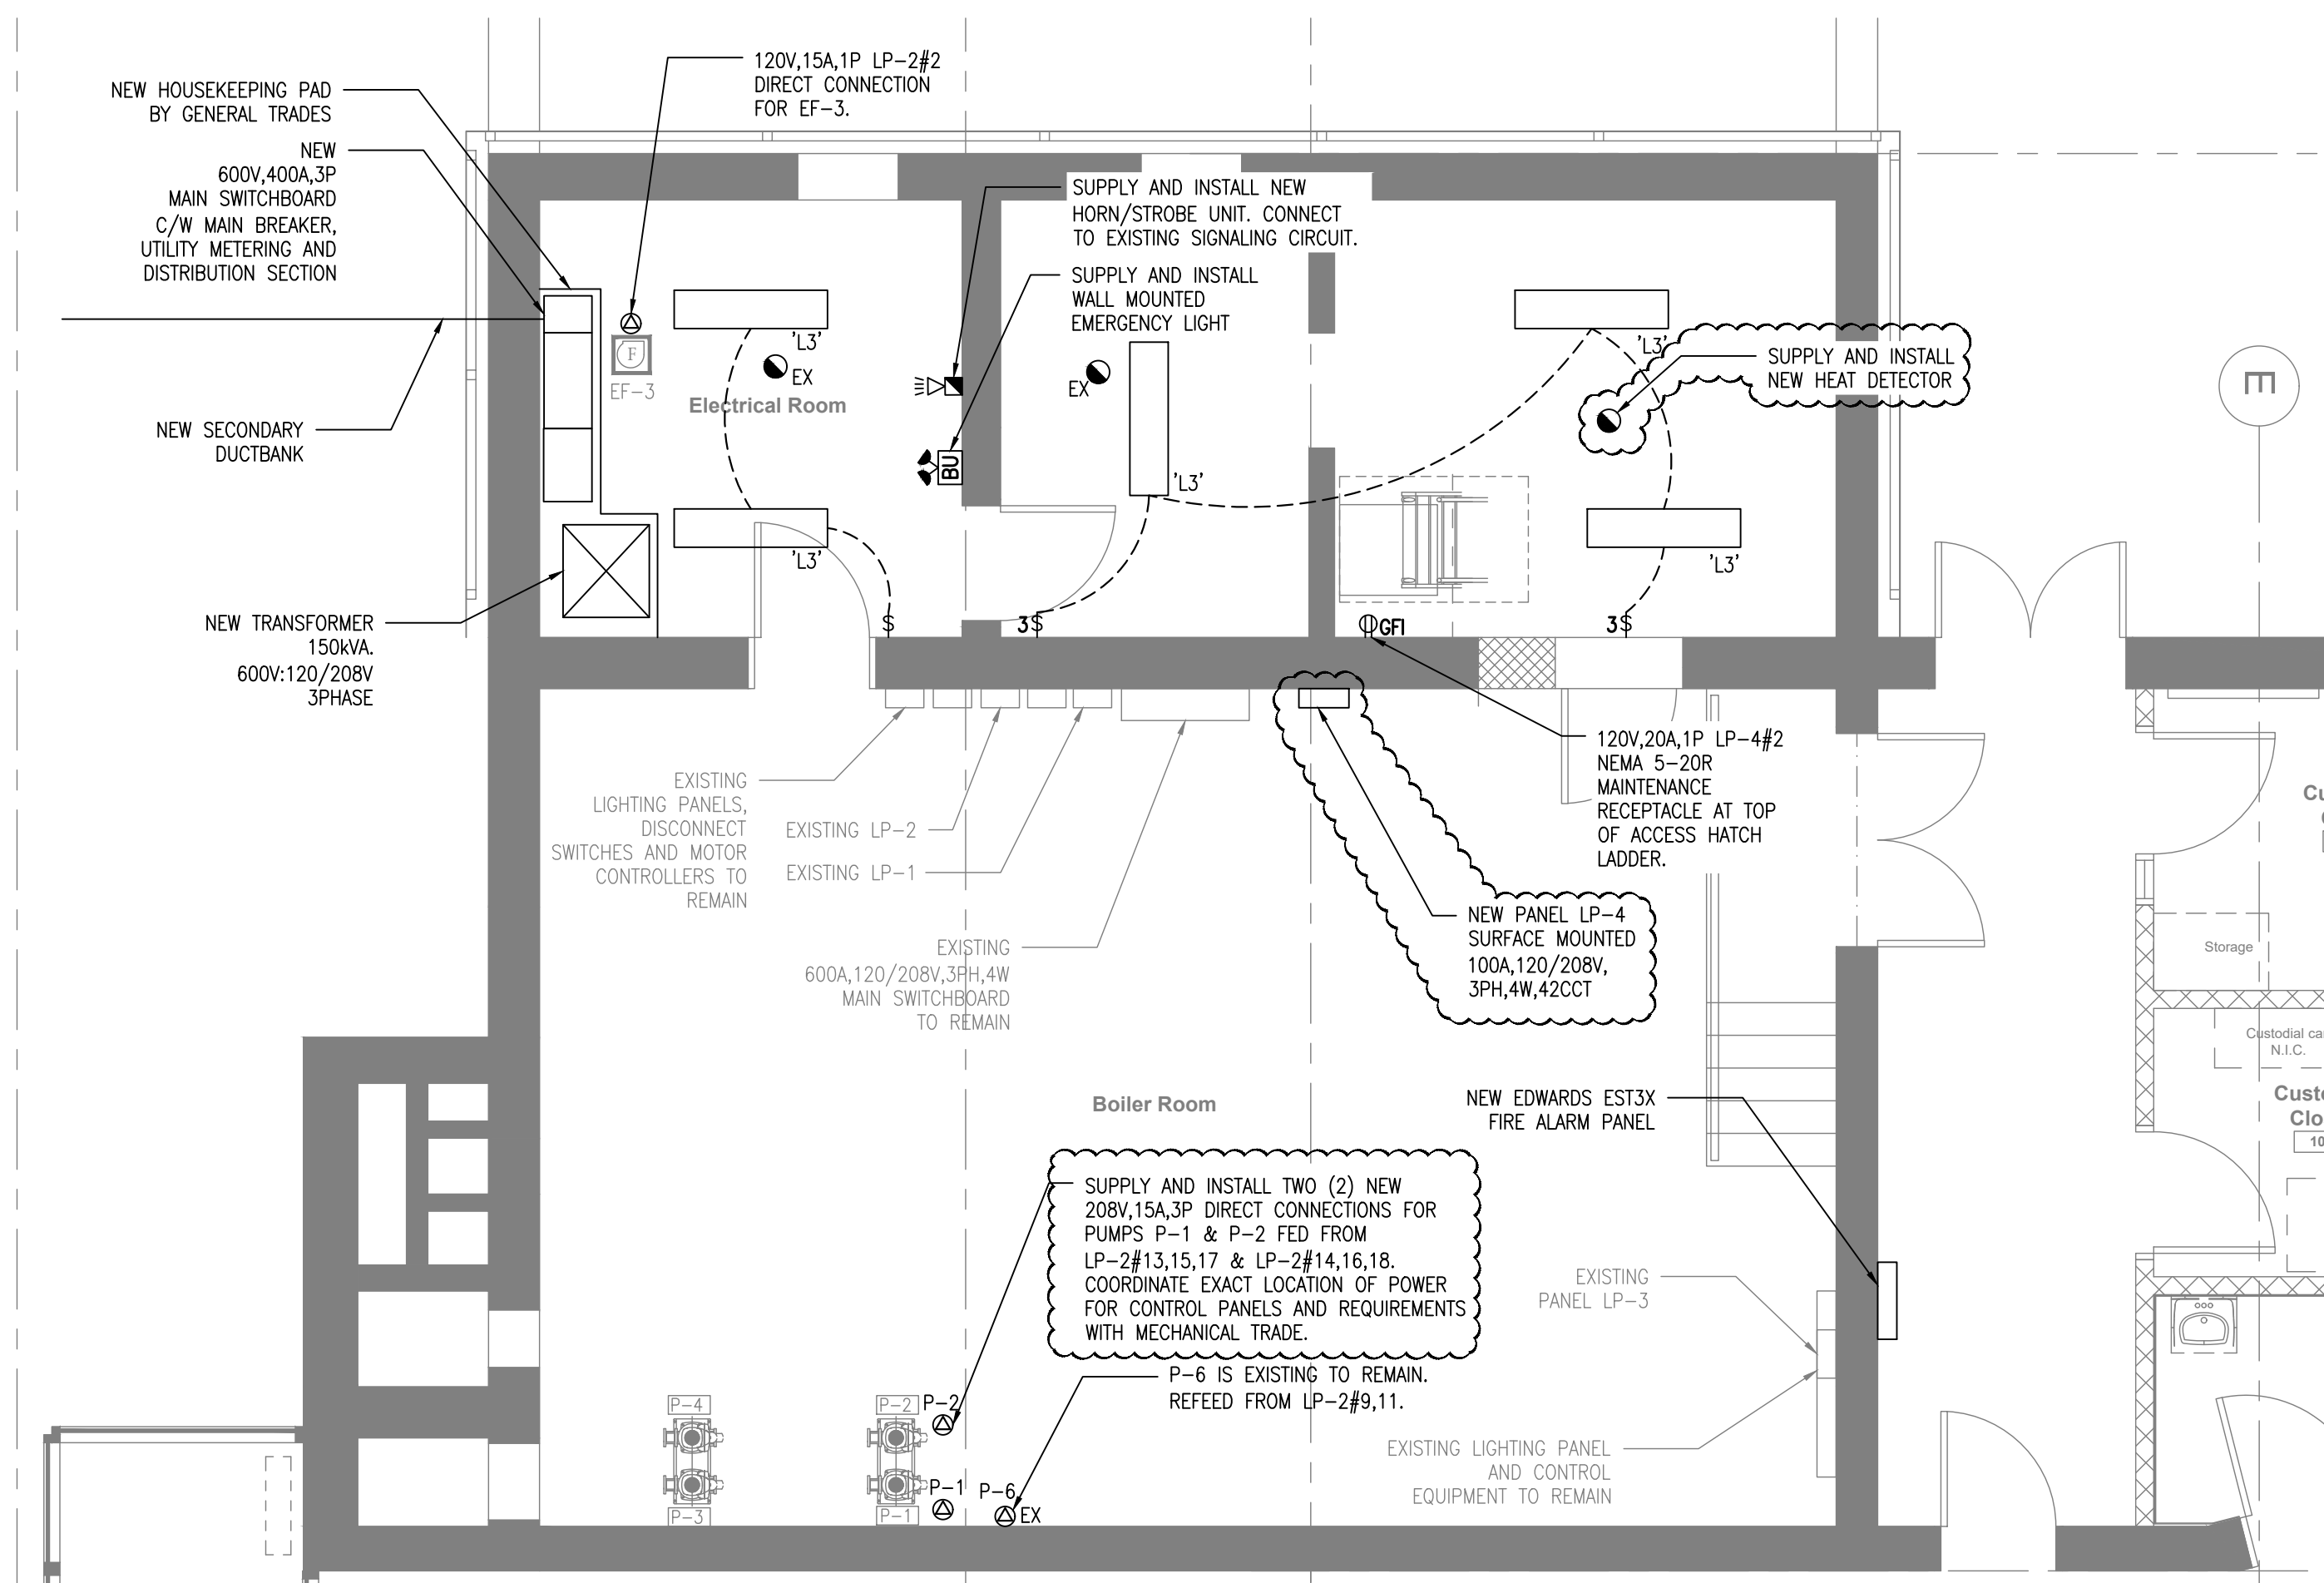 120V,15A,1P LP-2#2
DIRECT CONNECTION
FOR EF-3.
NEW HOUSEKEEPING PAD
BY GENERAL TRADES
NEW
600V,400A,3P
MAIN SWITCHBOARD
C/W MAIN BREAKER,
UTILITY METERING AND
DISTRIBUTION SECTION
SUPPLY AND INSTALL NEW
HORN/STROBE UNIT. CONNECT
TO EXISTING SIGNALING CIRCUIT.
SUPPLY AND INSTALL
WALL MOUNTED
EMERGENCY LIGHT
'L3'
'L3'
SUPPLY AND INSTALL
NEW HEAT DETECTOR
F
EF-3
EX
EX
E
Electrical Room
NEW SECONDARY
DUCTBANK
BU
'L3'
'L3'
'L3'
NEW TRANSFORMER
150kVA.
600V:120/208V
3PHASE
$
3$
GFI
3$
120V,20A,1P LP-4#2
NEMA 5-20R
MAINTENANCE
RECEPTACLE AT TOP
OF ACCESS HATCH
LADDER.
EXISTING
LIGHTING PANELS,
DISCONNECT
SWITCHES AND MOTOR
CONTROLLERS TO
REMAIN
EXISTING LP-2
EXISTING LP-1
EXISTING
600A,120/208V,3PH,4W
MAIN SWITCHBOARD
TO REMAIN
NEW PANEL LP-4
SURFACE MOUNTED
100A,120/208V,
3PH,4W,42CCT
Storage
N.I.C.
Boiler Room
NEW EDWARDS EST3X
FIRE ALARM PANEL
SUPPLY AND INSTALL TWO (2) NEW
208V,15A,3P DIRECT CONNECTIONS FOR
PUMPS P-1 & P-2 FED FROM
LP-2#13,15,17 & LP-2#14,16,18.
COORDINATE EXACT LOCATION OF POWER
FOR CONTROL PANELS AND REQUIREMENTS
WITH MECHANICAL TRADE.
EXISTING
PANEL LP-3
P-6 IS EXISTING TO REMAIN.
REFEED FROM LP-2#9,11.
P-4
P-2
P-2
EXISTING LIGHTING PANEL
AND CONTROL
EQUIPMENT TO REMAIN
P-1
P-6
EX
P-3
P-1